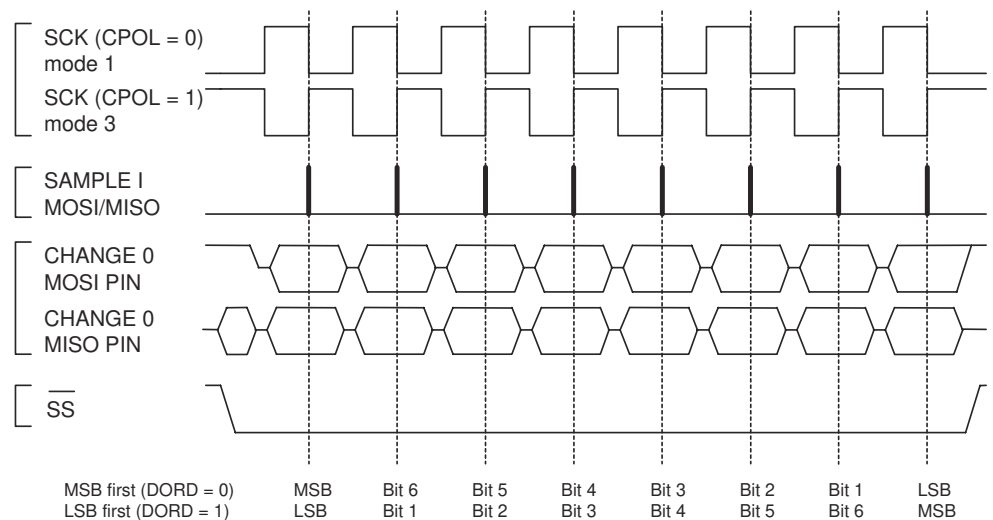 SCK (CPOL = 0)
mode 1
SCK (CPOL = 1)
mode 3
SAMPLE I
MOSI/MISO
CHANGE 0
MOSI PIN
CHANGE 0
MISO PIN
SS
MSB first (DORD = 0) MSB Bit 6 Bit 5 Bit 4 Bit 3 Bit 2 Bit 1 LSB
LSB first (DORD = 1) LSB Bit 1 Bit 2 Bit 3 Bit 4 Bit 5 Bit 6 MSB